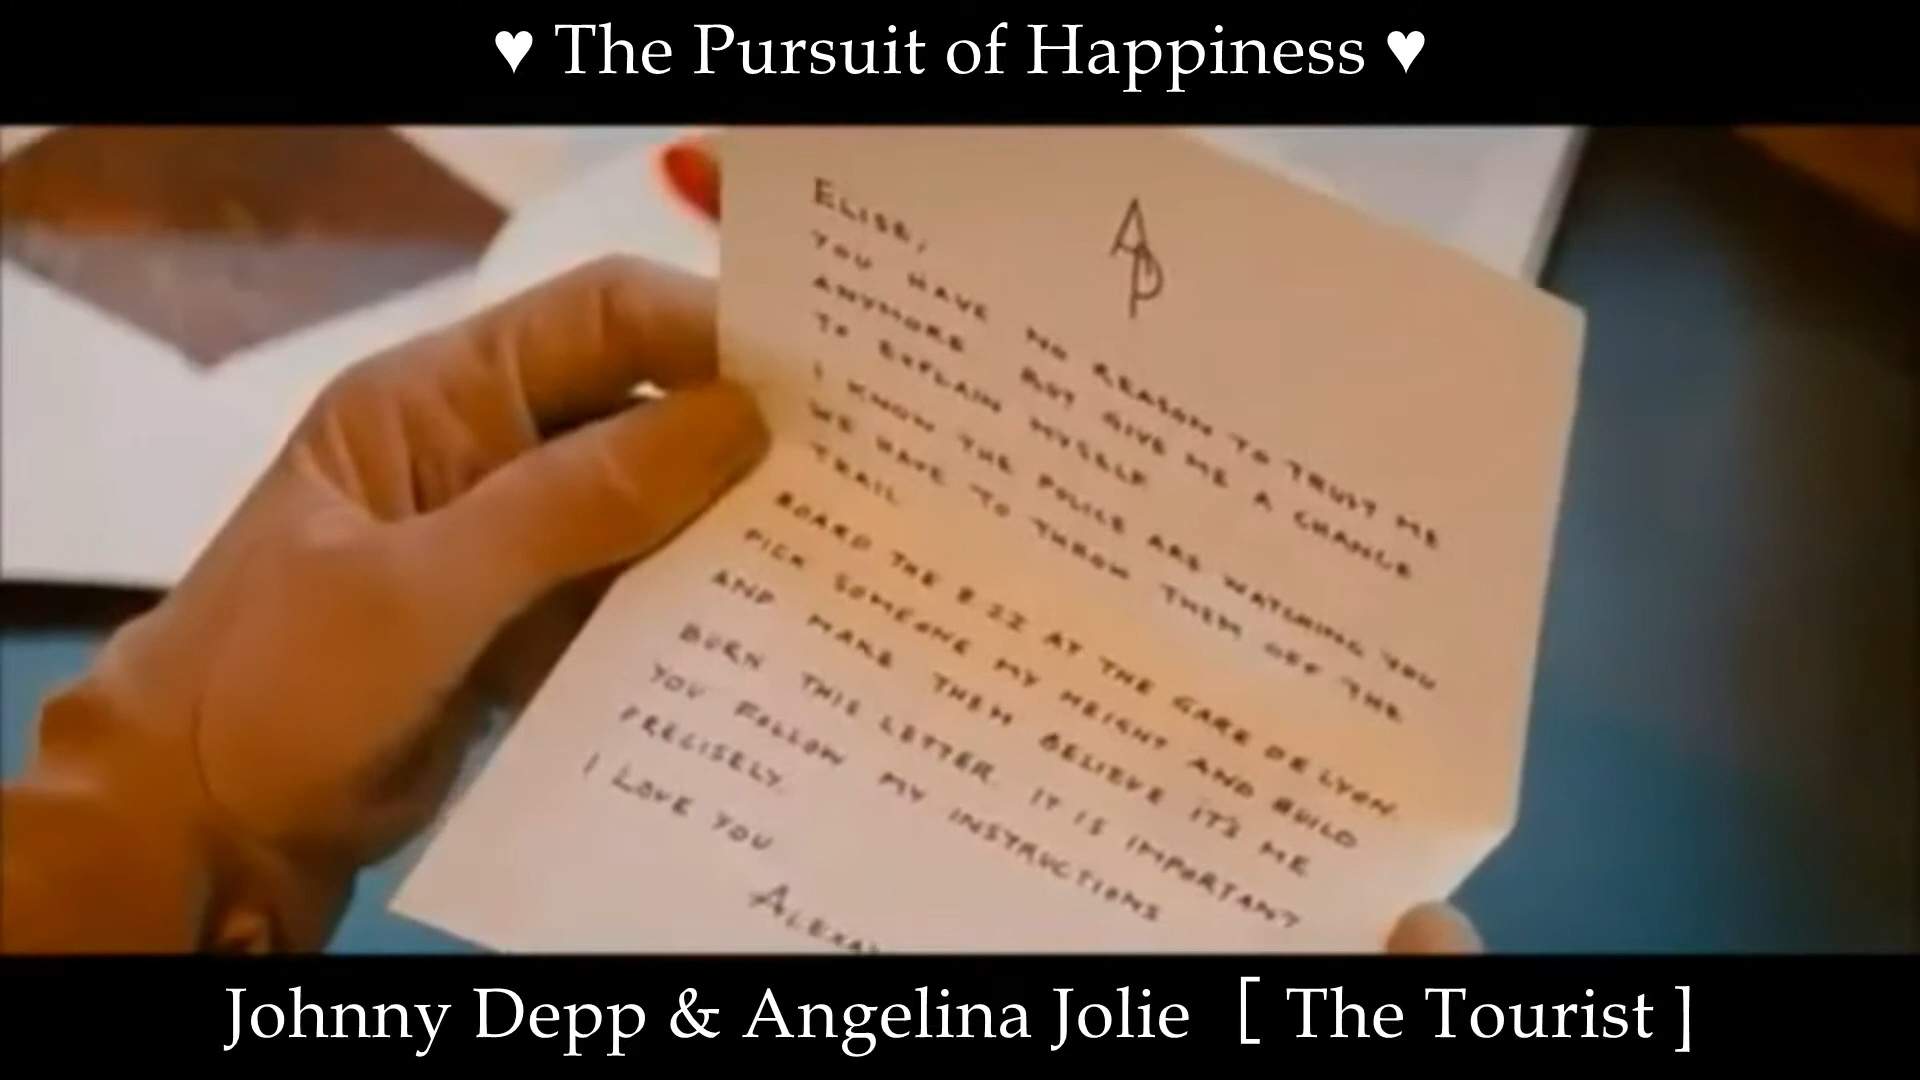 ♥ The Pursuit of Happiness ♥
AP
ELISE,
YOU HAVE NO REASON TO TRUST ME
ANYMORE BUT GIVE ME A CHANCE
TO EXPLAIN MYSELF
I KNOW THE POLICE ARE WATCHING YOU
WE HAVE TO THROW THEM OFF THE
TRAIL
BOARD THE 8.22 AT THE GARE DE LYON
PICK SOMEONE MY HEIGHT AND BUILD
AND MAKE THEM BELIEVE IT'S ME
BURN THIS LETTER. IT IS IMPORTANT
YOU FOLLOW MY INSTRUCTIONS
PRECISELY.
I LOVE YOU
Johnny Depp & Angelina Jolie [ The Tourist ]